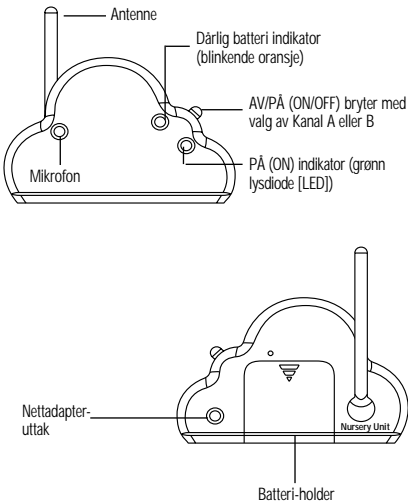 Antenne
Dårlig batteri indikator
(blinkende oransje)
AV/PÅ (ON/OFF) bryter med
valg av Kanal A eller B
PÅ (ON) indikator (grønn
lysdiode [LED])
Mikrofon
Nettadapter-
uttak
Nursery Unit
Batteri-holder